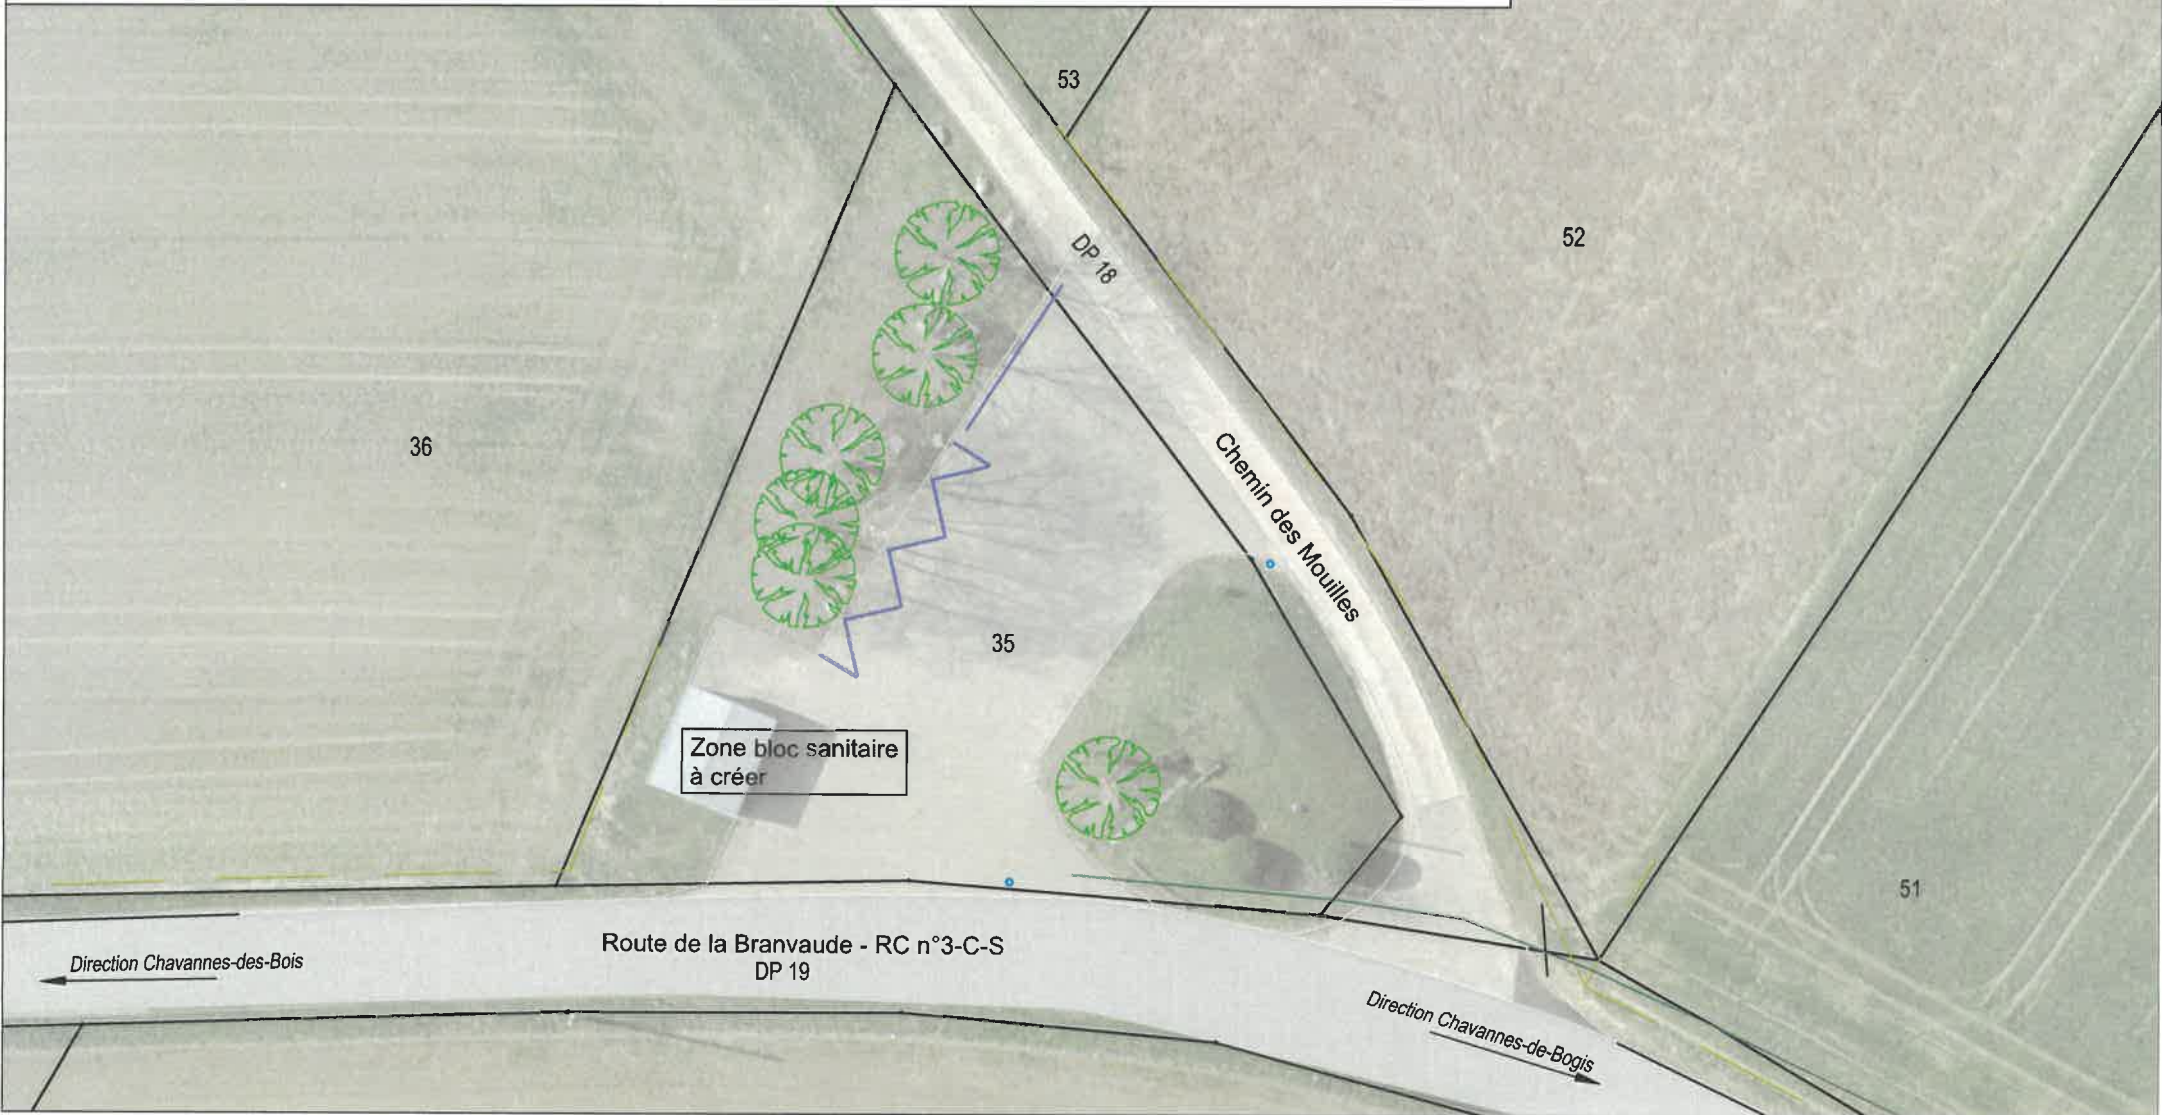 53
52
DP 18
36
Chemin des Mouilles
35
Zone bloc sanitaire
à créer
51
Route de la Branvaude - RC n°3-C-S
DP 19
Direction Chavannes-des-Bois
Direction Chavannes-de-Bogis